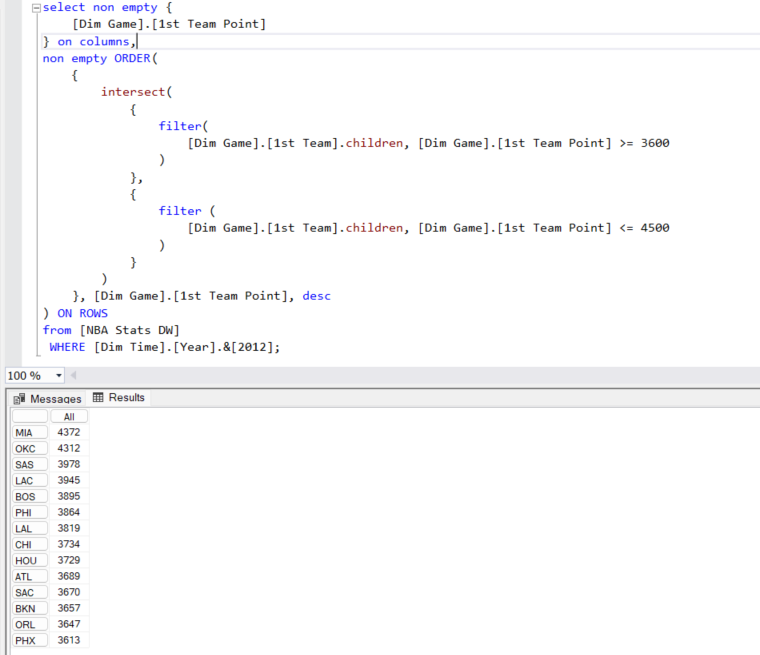 select non empty {
[Dim Game].[1st Team Point]
} on columns,
non empty ORDER(
{
intersect(
{
filter(
[Dim Game].[1st Team].children, [Dim Game].[1st Team Point] >= 3600
)
},
{
filter (
[Dim Game].[1st Team].children, [Dim Game].[1st Team Point] <= 4500
)
}
)
}, [Dim Game].[1st Team Point], desc
) ON ROWS
from [NBA Stats DW]
WHERE [Dim Time].[Year].&[2012];
100 %
Messages Results
All
MIA 4372
OKC 4312
SAS 3978
LAC 3945
BOS 3895
PHI 3864
LAL 3819
CHI 3734
HOU 3729
ATL 3689
SAC 3670
BKN 3657
ORL 3647
PHX 3613